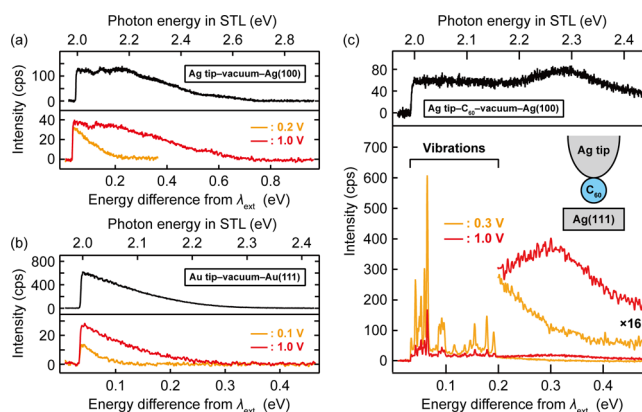 Photon energy in STL (eV)
(a)
2.0 2.2 2.4 2.6 2.8
100
0
Ag tip–vacuum–Ag(100)
Intensity (cps)
40
20
0
: 0.2 V
: 1.0 V
0.2 0.4 0.6 0.8
Energy difference from λext (eV)
Photon energy in STL (eV)
(b)
2.0 2.1 2.2 2.3 2.4
800
400
0
Au tip–vacuum–Au(111)
Intensity (cps)
20
0
: 0.1 V
: 1.0 V
0.1 0.2 0.3 0.4
Energy difference from λext (eV)
Photon energy in STL (eV)
(c)
2.0 2.1 2.2 2.3 2.4
80
40
0
Ag tip–C60–vacuum–Ag(100)
Intensity (cps)
700
600
500
400
300
200
100
0
Vibrations
: 0.3 V
: 1.0 V
Ag tip
C60
Ag(111)
×16
0.1 0.2 0.3 0.4
Energy difference from λext (eV)